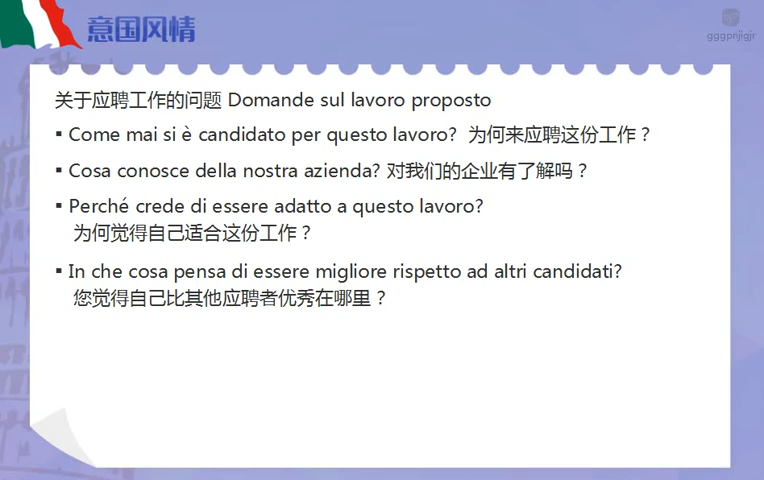 意国风情
gggpnjigjr
关于应聘工作的问题 Domande sul lavoro proposto
▪ Come mai si è candidato per questo lavoro? 为何来应聘这份工作？
▪ Cosa conosce della nostra azienda? 对我们的企业有了解吗？
▪ Perché crede di essere adatto a questo lavoro?
为何觉得自己适合这份工作？
▪ In che cosa pensa di essere migliore rispetto ad altri candidati?
您觉得自己比其他应聘者优秀在哪里？